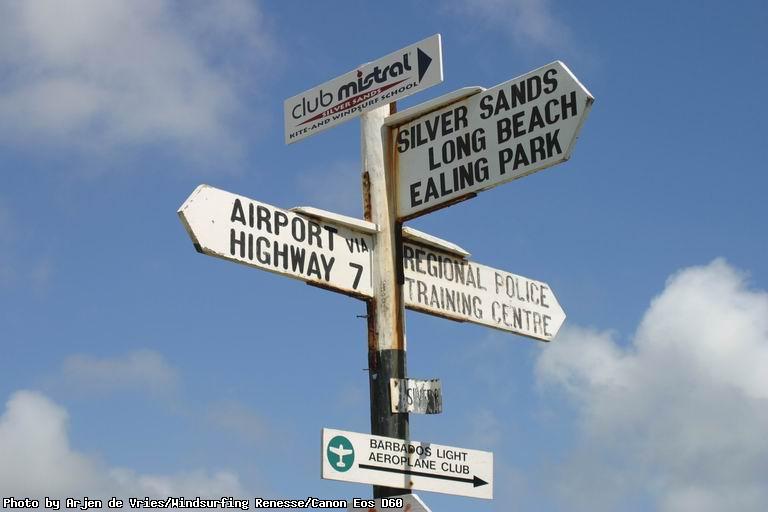 club mistral
SILVER SANDS
KITE-AND WINDSURF SCHOOL
SILVER SANDS
LONG BEACH
EALING PARK
AIRPORT VIA
HIGHWAY 7
REGIONAL POLICE
TRAINING CENTRE
SILVER
BARBADOS LIGHT
AEROPLANE CLUB
Photo by Arjen de Vries/Windsurfing Renesse/Canon Eos D60